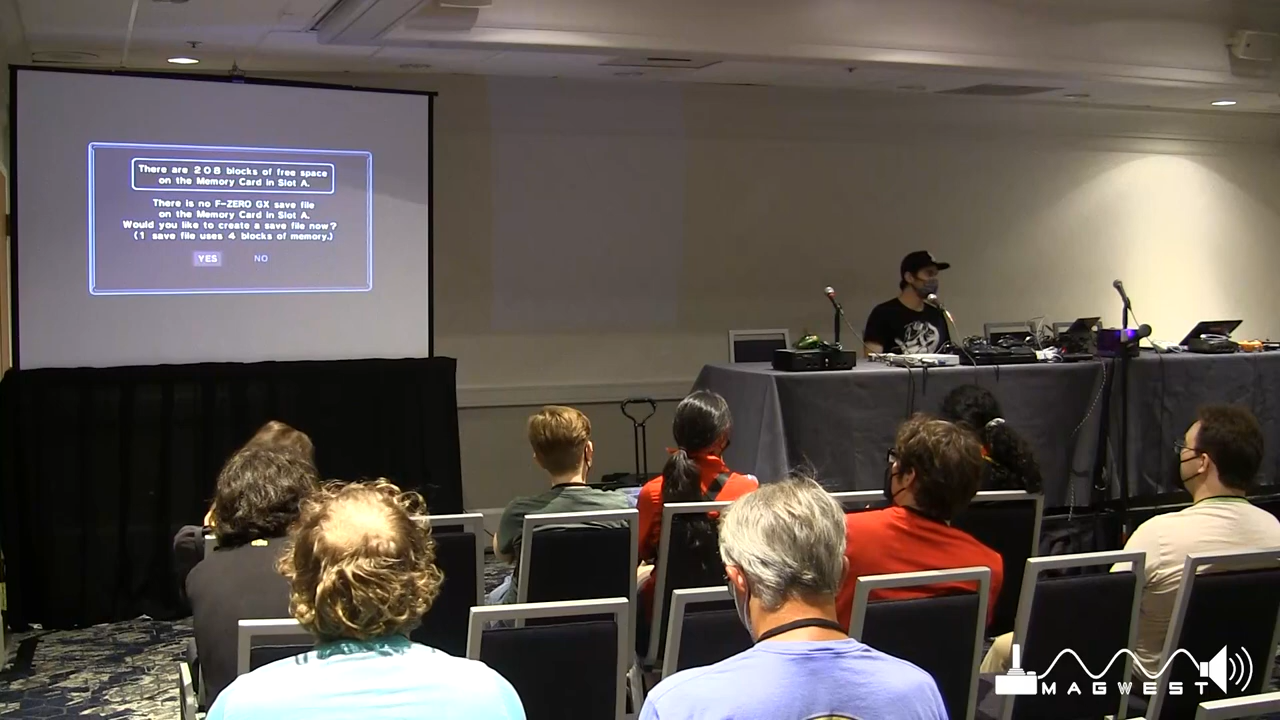 There are 208 blocks of free space
on the Memory Card in Slot A.
There is no F-ZERO GX save file
on the Memory Card in Slot A.
Would you like to create a save file now?
(1 save file uses 4 blocks of memory.)
YES NO
MAGWEST